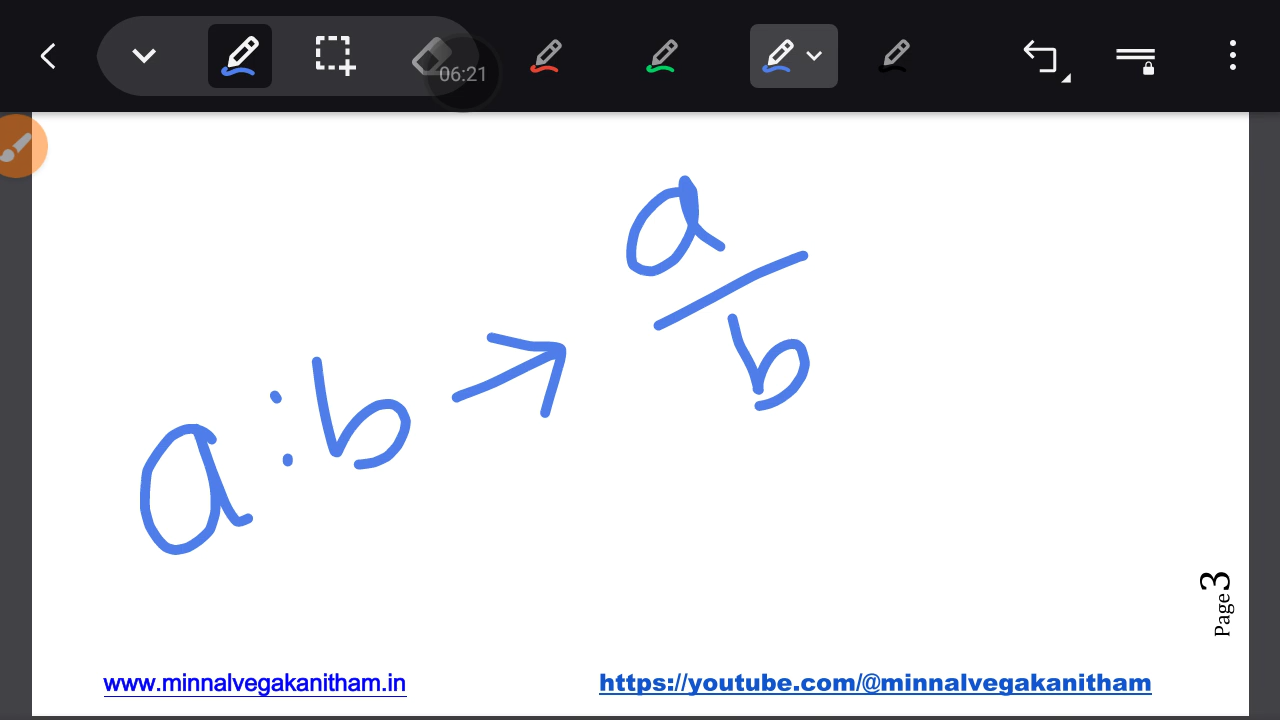 06:21
a : b → a/b
Page 3
www.minnalvegakanitham.in
https://youtube.com/@minnalvegakanitham